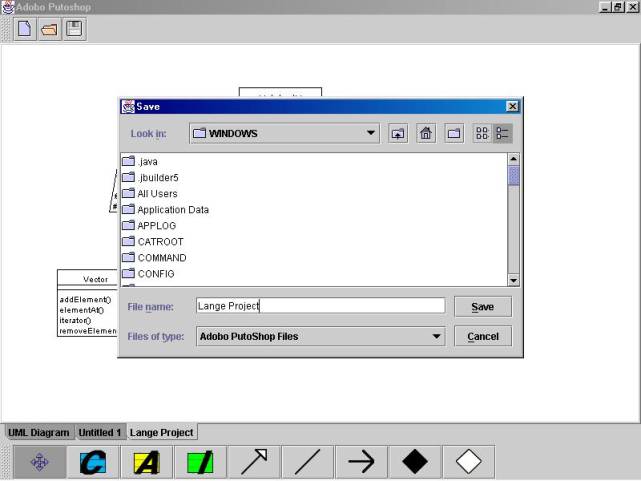 Adobo Putoshop
Save
Look in:
WINDOWS
.java
.jbuilder5
All Users
Application Data
APPLOG
CATROOT
COMMAND
CONFIG
Vector
addElement()
elementAt()
iterator()
removeElemen
File name:
Lange Project
Save
Files of type:
Adobo PutoShop Files
Cancel
UML Diagram Untitled 1 Lange Project
C A I